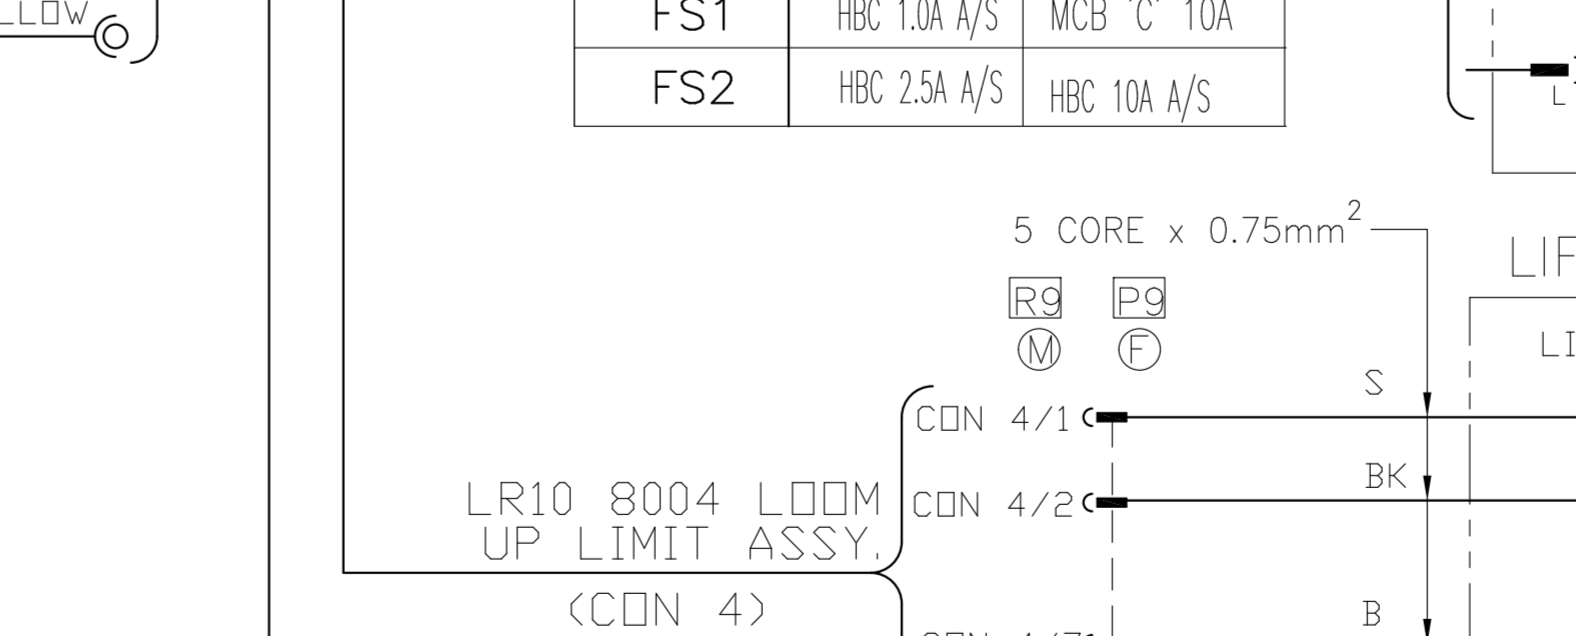 FS1 HBC 1.0A A/S MCB 'C' 10A
FS2 HBC 2.5A A/S HBC 10A A/S
L
5 CORE x 0.75mm²
R9 P9
M F
S
CON 4/1
BK
LR10 8004 LOOM
CON 4/2
UP LIMIT ASSY.
(CON 4)
B